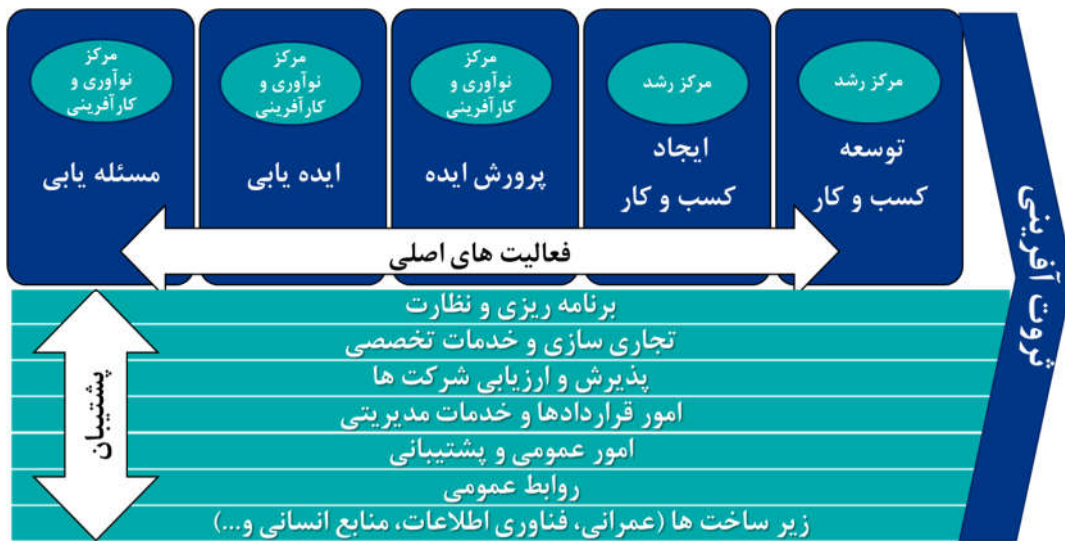 مرکز
نوآوری و
کارآفرینی
مسئله یابی
مرکز
نوآوری و
کارآفرینی
ایده یابی
مرکز
نوآوری و
کارآفرینی
پرورش ایده
مرکز رشد
ایجاد
کسب و کار
مرکز رشد
توسعه
کسب و کار
ثروت آفرینی
فعالیت های اصلی
پشتیبان
برنامه ریزی و نظارت
تجاری سازی و خدمات تخصصی
پذیرش و ارزیابی شرکت ها
امور قراردادها و خدمات مدیریتی
امور عمومی و پشتیبانی
روابط عمومی
زیر ساخت ها (عمرانی، فناوری اطلاعات، منابع انسانی و...)